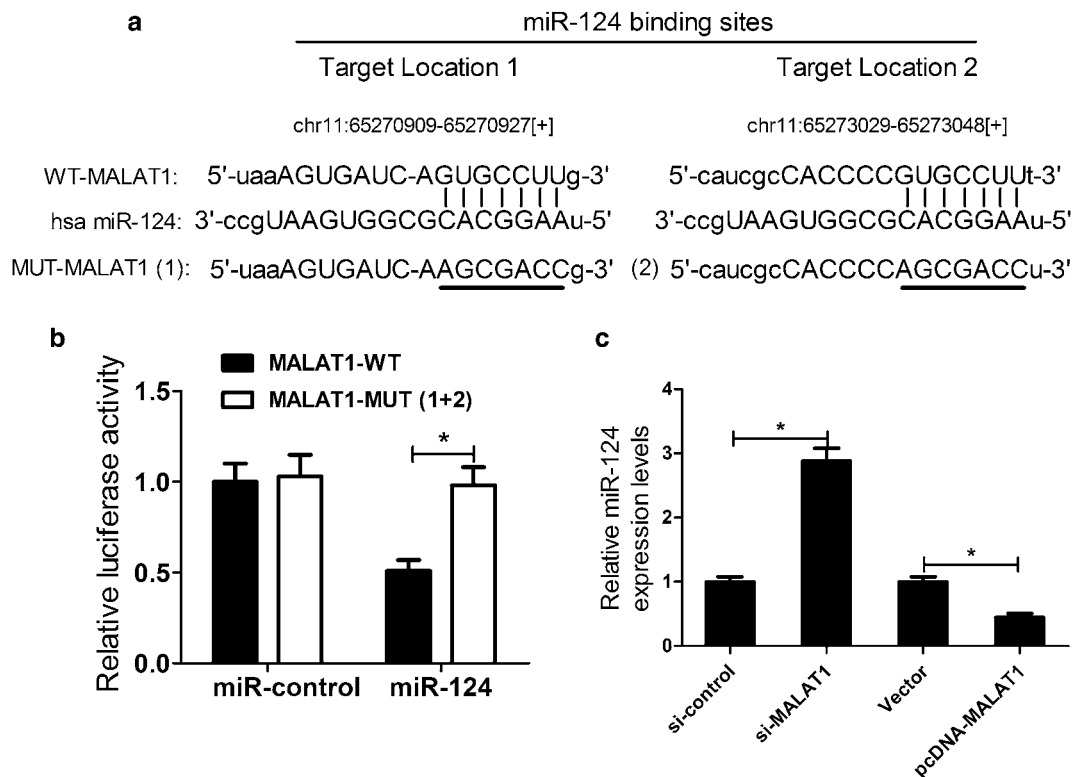 a
miR-124 binding sites
Target Location 1
Target Location 2
chr11:65270909-65270927[+]
chr11:65273029-65273048[+]
WT-MALAT1: 5'-uaaAGUGAUC-AGUGCCUUg-3' 5'-caucgcCACCCCGUGCCUUt-3'
hsa miR-124: 3'-ccgUAAGUGGCGCACGGAAu-5' 3'-ccgUAAGUGGCGCACGGAAu-5'
MUT-MALAT1 (1): 5'-uaaAGUGAUC-AAGCGACCg-3' (2) 5'-caucgcCACCCCAGCGACCu-3'
b
MALAT1-WT
MALAT1-MUT (1+2)
Relative luciferase activity
1.5
1.0
0.5
0.0
*
miR-control
miR-124
c
Relative miR-124
expression levels
4
3
2
1
0
*
*
si-control
si-MALAT1
Vector
pcDNA-MALAT1